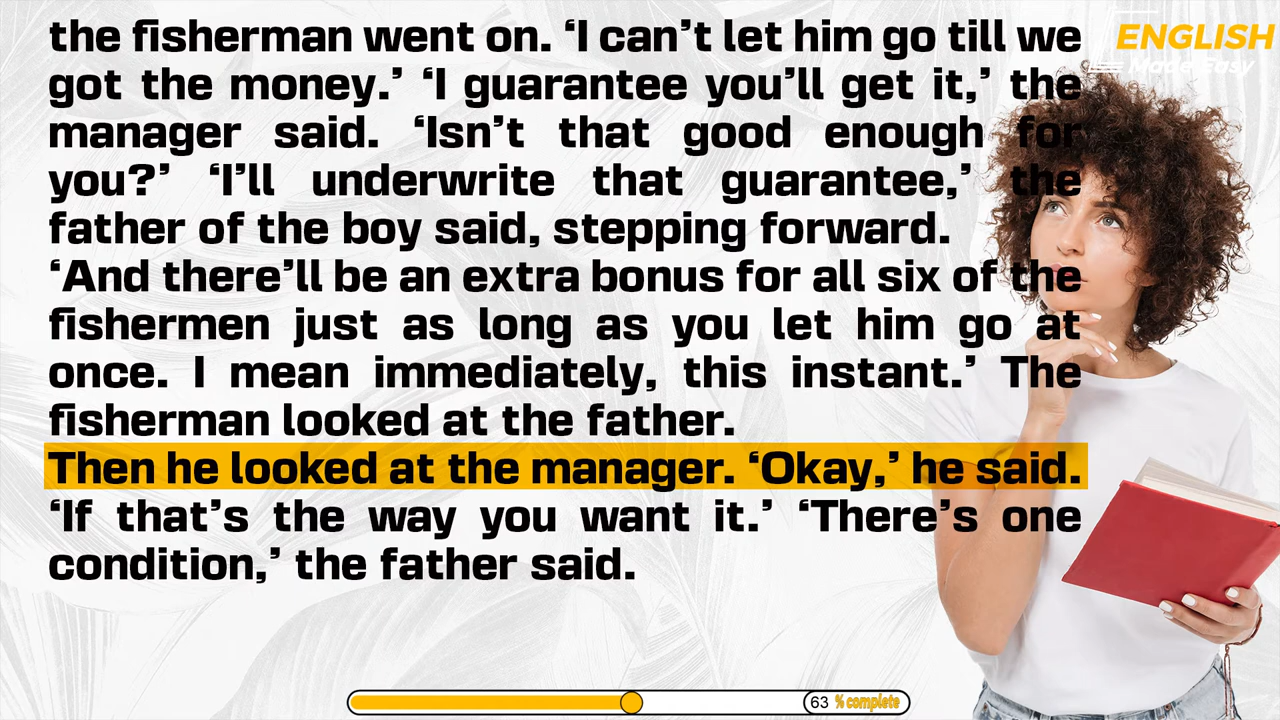 the fisherman went on. ‘I can’t let him go till we
got the money.’ ‘I guarantee you’ll get it,’ the
manager said. ‘Isn’t that good enough for
you?’ ‘I’ll underwrite that guarantee,’ the
father of the boy said, stepping forward.
‘And there’ll be an extra bonus for all six of the
fishermen just as long as you let him go at
once. I mean immediately, this instant.’ The
fisherman looked at the father.
Then he looked at the manager. ‘Okay,’ he said.
‘If that’s the way you want it.’ ‘There’s one
condition,’ the father said.
ENGLISH
Made Easy
63 % complete